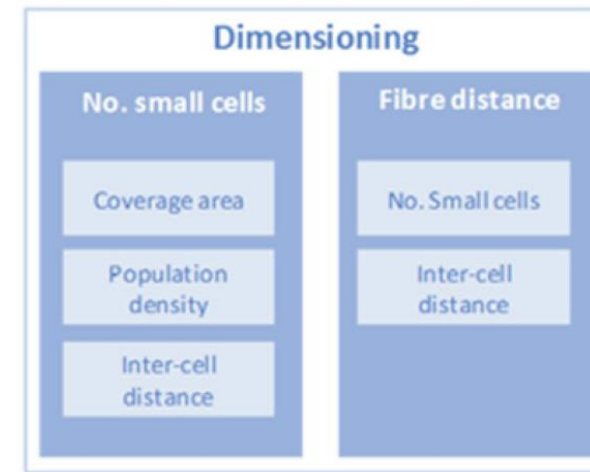 Dimensioning
No. small cells
Coverage area
Population
density
Inter-cell
distance
Fibre distance
No. Small cells
Inter-cell
distance